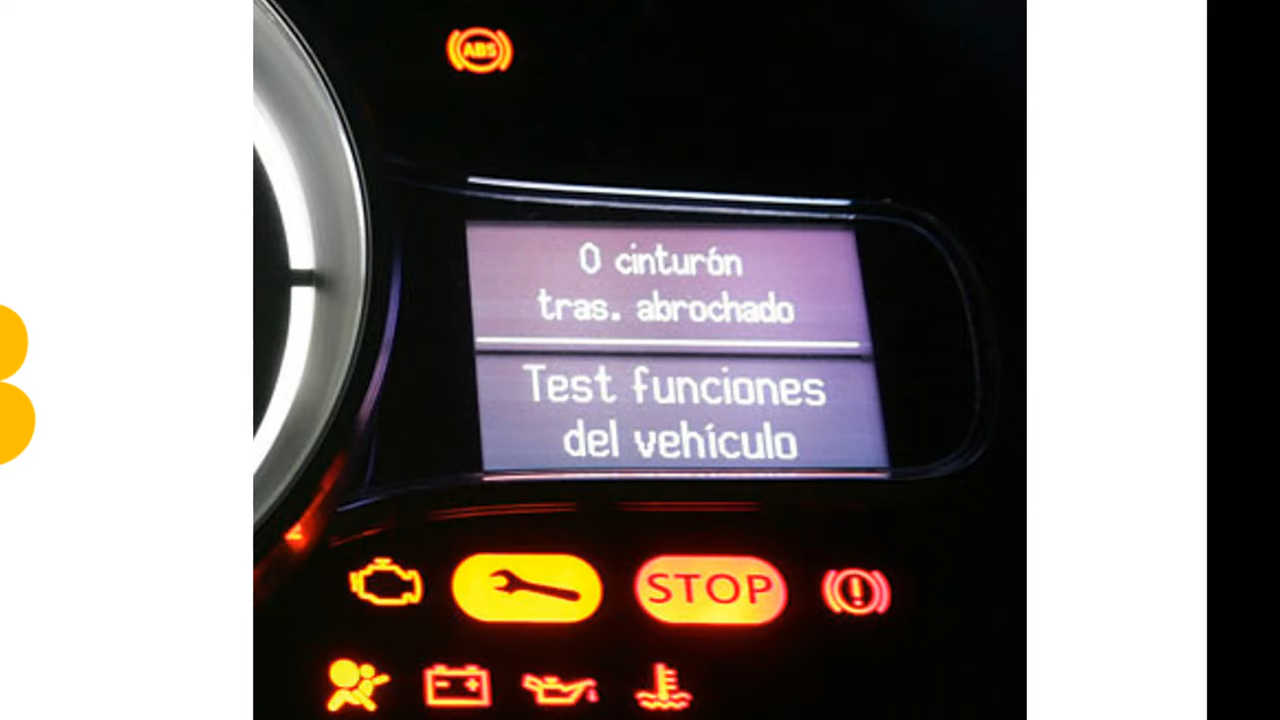 ABS
0 cinturón
tras. abrochado
Test funciones
del vehículo
STOP